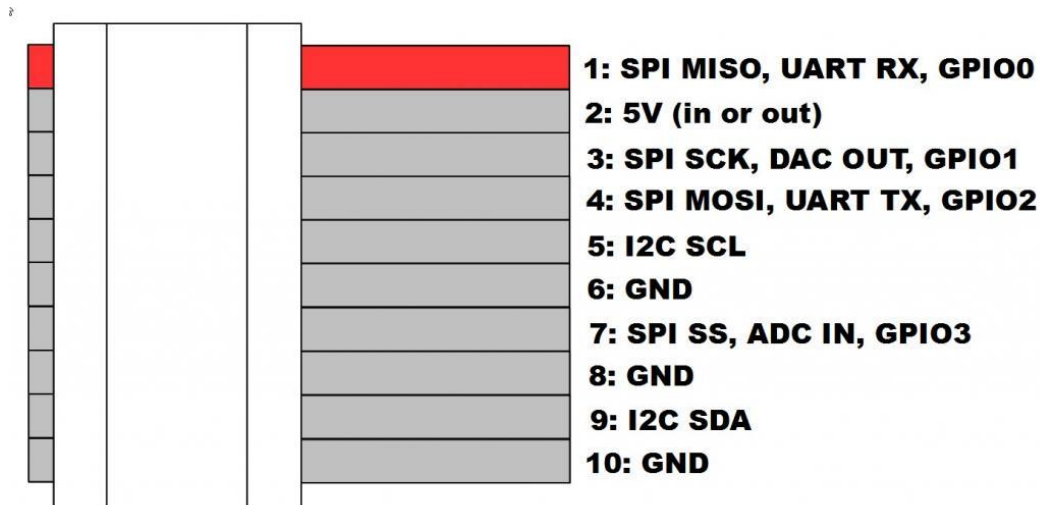 1: SPI MISO, UART RX, GPIO0
2: 5V (in or out)
3: SPI SCK, DAC OUT, GPIO1
4: SPI MOSI, UART TX, GPIO2
5: I2C SCL
6: GND
7: SPI SS, ADC IN, GPIO3
8: GND
9: I2C SDA
10: GND